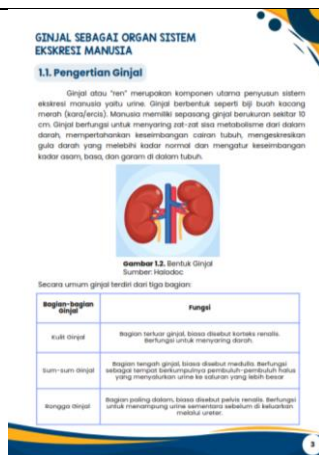 GINJAL SEBAGAI ORGAN SISTEM
EKSKRESI MANUSIA
1.1. Pengertian Ginjal
Ginjal atau "ren" merupakan komponen utama penyusun sistem
ekskresi manusia yaitu urine. Ginjal berbentuk seperti biji buah kacang
merah (kara/ercis). Manusia memiliki sepasang ginjal berukuran sekitar 10
cm. Ginjal berfungsi untuk menyaring zat-zat sisa metabolisme dari dalam
darah, mempertahankan keseimbangan cairan tubuh, mengeskresikan
gula darah yang melebihi kadar normal dan mengatur keseimbangan
kadar asam, basa, dan garam di dalam tubuh.
Gambar 1.2. Bentuk Ginjal
Sumber: Halodoc
Secara umum ginjal terdiri dari tiga bagian:
Bagian-bagian
Ginjal
Fungsi
Kulit Ginjal
Bagian terluar ginjal, biasa disebut korteks renalis.
Berfungsi untuk menyaring darah.
Sum-sum Ginjal
Bagian tengah ginjal, biasa disebut medulla. Berfungsi
sebagai tempat berkumpulnya pembuluh-pembuluh halus
yang menyalurkan urine ke saluran yang lebih besar
Rongga Ginjal
Bagian paling dalam, biasa disebut pelvis renalis. Berfungsi
untuk menampung urine sementara sebelum di keluarkan
melalui ureter.
3